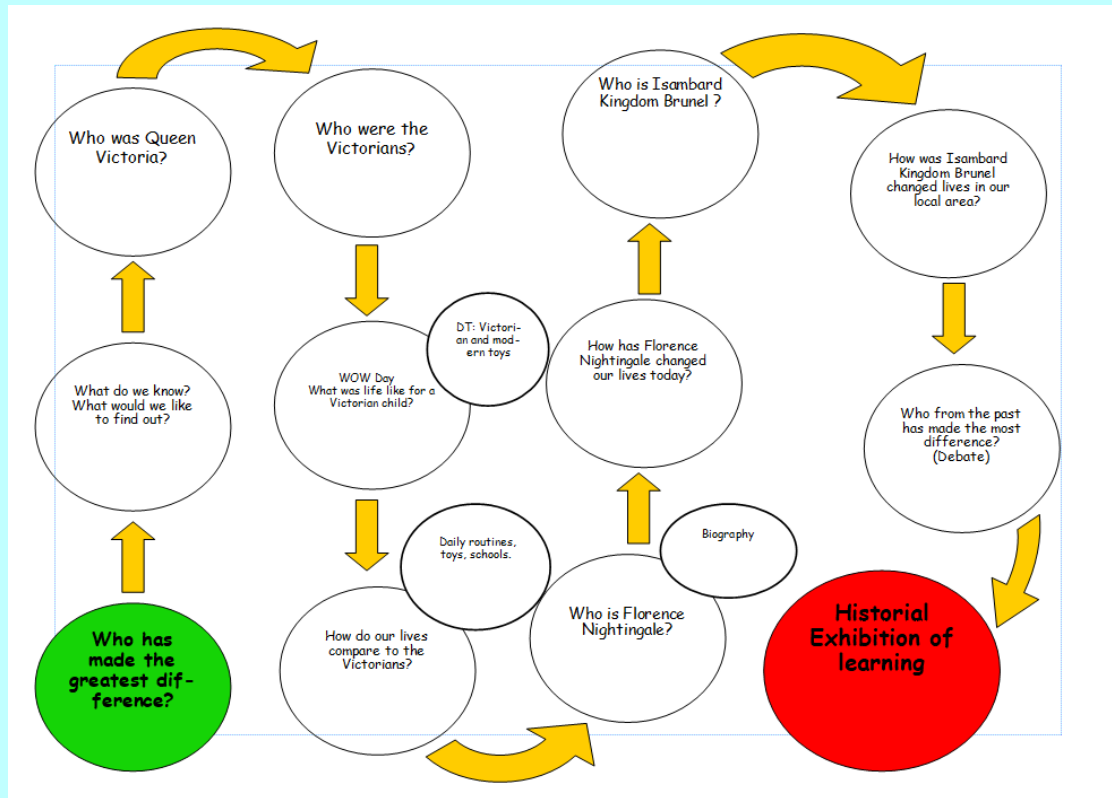 Who has
made the
greatest dif-
ference?
What do we know?
What would we like
to find out?
Who was Queen
Victoria?
Who were the
Victorians?
WOW Day
What was life like for a
Victorian child?
DT: Victori-
an and mod-
ern toys
How do our lives
compare to the
Victorians?
Daily routines,
toys, schools.
Who is Florence
Nightingale?
Biography
How has Florence
Nightingale changed
our lives today?
Who is Isambard
Kingdom Brunel ?
How was Isambard
Kingdom Brunel
changed lives in our
local area?
Who from the past
has made the most
difference?
(Debate)
Historial
Exhibition of
learning